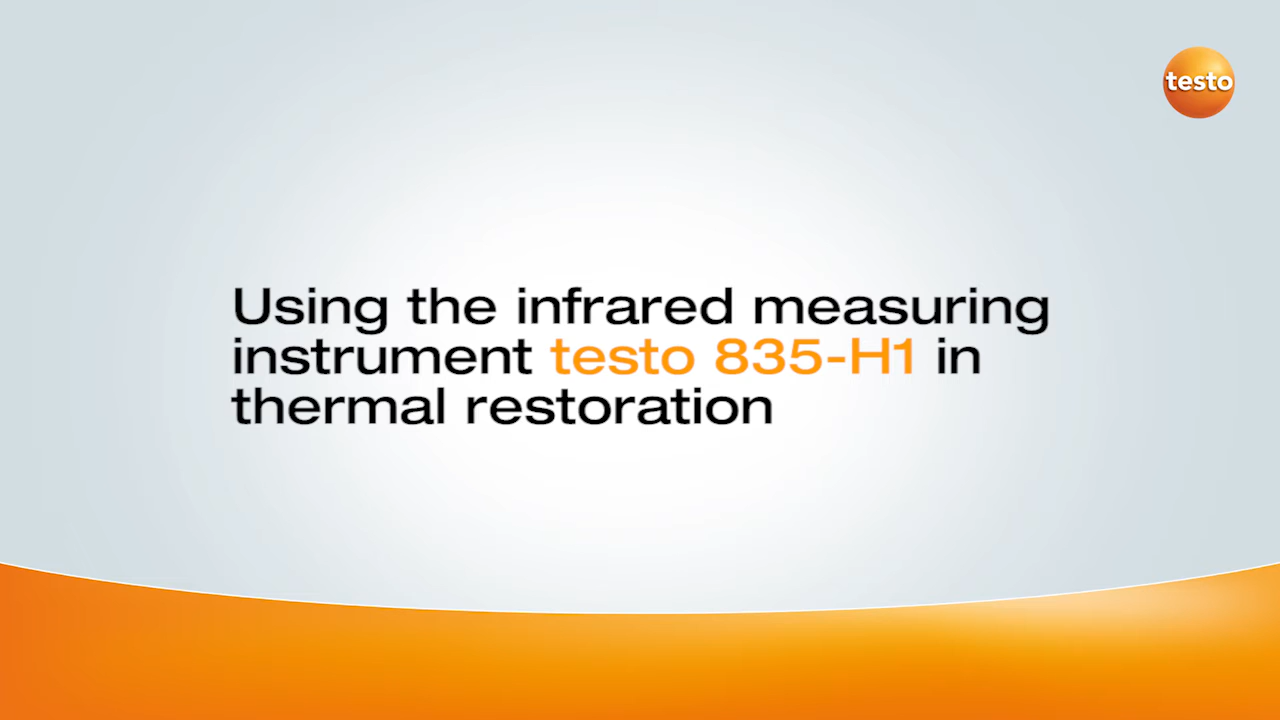 testo
Using the infrared measuring
instrument testo 835-H1 in
thermal restoration